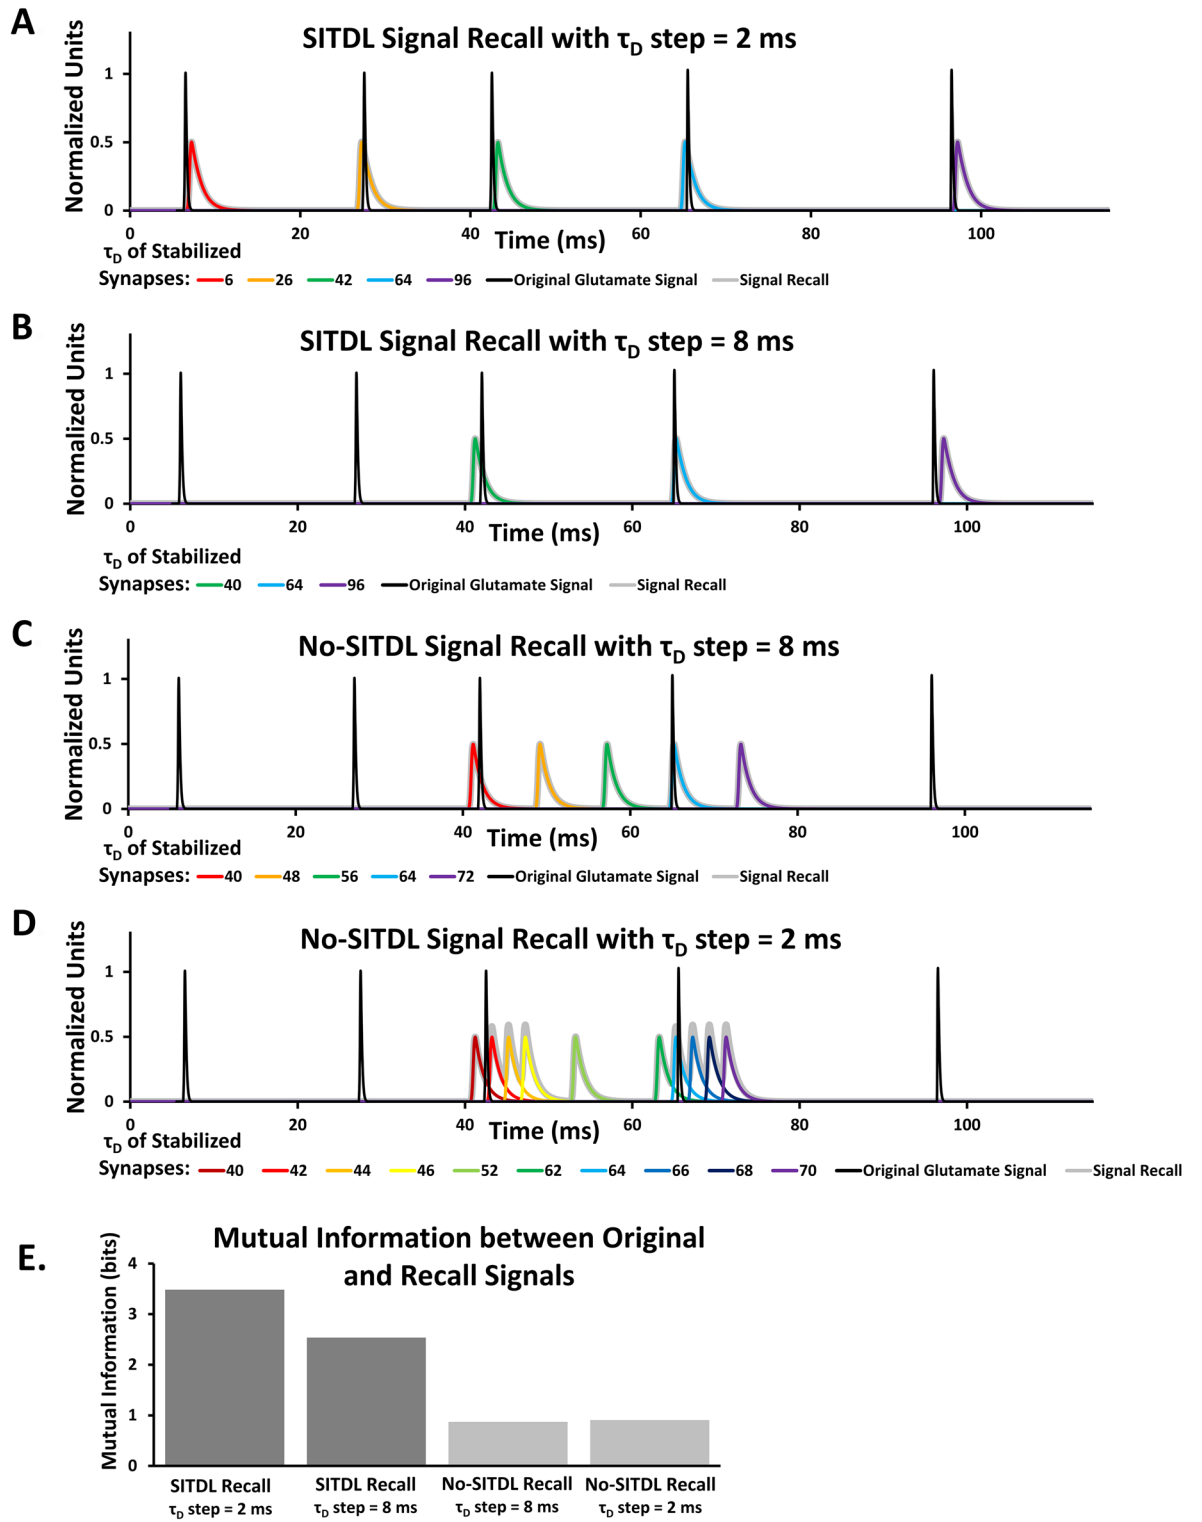 A
SITDL Signal Recall with τD step = 2 ms
Normalized Units
1
0.5
0
0 20 40 60 80 100
Time (ms)
τD of Stabilized
Synapses: 6 26 42 64 96 Original Glutamate Signal Signal Recall
B
SITDL Signal Recall with τD step = 8 ms
Normalized Units
1
0.5
0
0 20 40 60 80 100
Time (ms)
τD of Stabilized
Synapses: 40 64 96 Original Glutamate Signal Signal Recall
C
No-SITDL Signal Recall with τD step = 8 ms
Normalized Units
1
0.5
0
0 20 40 60 80 100
Time (ms)
τD of Stabilized
Synapses: 40 48 56 64 72 Original Glutamate Signal Signal Recall
D
No-SITDL Signal Recall with τD step = 2 ms
Normalized Units
1
0.5
0
0 20 40 60 80 100
Time (ms)
τD of Stabilized
Synapses: 40 42 44 46 52 62 64 66 68 70 Original Glutamate Signal Signal Recall
E.
Mutual Information between Original
and Recall Signals
Mutual Information (bits)
4
3
2
1
0
SITDL Recall SITDL Recall No-SITDL Recall No-SITDL Recall
τD step = 2 ms τD step = 8 ms τD step = 8 ms τD step = 2 ms